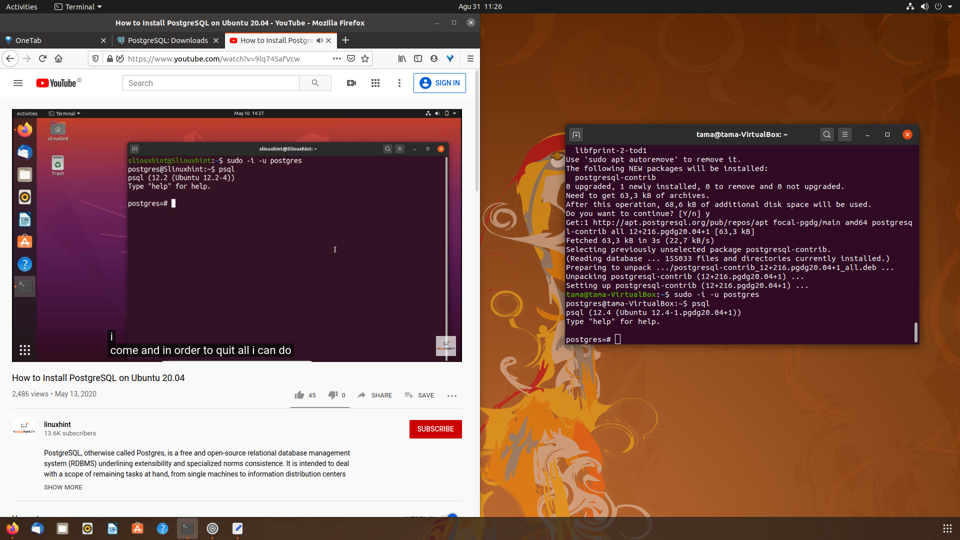 Activities
Terminal
Agu 31 11:26
How to Install PostgreSQL on Ubuntu 20.04 - YouTube - Mozilla Firefox
OneTab
PostgreSQL: Downloads
How to Install Postgre
https://www.youtube.com/watch?v=9lq74SafVcw
YouTube
Search
SIGN IN
Activities
Terminal
May 10 14:27
slinuxhint
Trash
slinuxhint@Slinuxhint: ~
slinuxhint@Slinuxhint:~$ sudo -i -u postgres
postgres@Slinuxhint:~$ psql
psql (12.2 (Ubuntu 12.2-4))
Type "help" for help.
postgres=#
i
come and in order to quit all i can do
How to Install PostgreSQL on Ubuntu 20.04
2,486 views • May 13, 2020
45
0
SHARE
SAVE
linuxhint
13.6K subscribers
SUBSCRIBE
PostgreSQL, otherwise called Postgres, is a free and open-source relational database management
system (RDBMS) underlining extensibility and specialized norms consistence. It is intended to deal
with a scope of remaining tasks at hand, from single machines to information distribution centers
SHOW MORE
tama@tama-VirtualBox: ~
libfprint-2-tod1
Use 'sudo apt autoremove' to remove it.
The following NEW packages will be installed:
postgresql-contrib
0 upgraded, 1 newly installed, 0 to remove and 0 not upgraded.
Need to get 63,3 kB of archives.
After this operation, 68,6 kB of additional disk space will be used.
Do you want to continue? [Y/n] y
Get:1 http://apt.postgresql.org/pub/repos/apt focal-pgdg/main amd64 postgres
ql-contrib all 12+216.pgdg20.04+1 [63,3 kB]
Fetched 63,3 kB in 3s (22,7 kB/s)
Selecting previously unselected package postgresql-contrib.
(Reading database ... 155033 files and directories currently installed.)
Preparing to unpack .../postgresql-contrib_12+216.pgdg20.04+1_all.deb ...
Unpacking postgresql-contrib (12+216.pgdg20.04+1) ...
Setting up postgresql-contrib (12+216.pgdg20.04+1) ...
tama@tama-VirtualBox:~$ sudo -i -u postgres
postgres@tama-VirtualBox:~$ psql
psql (12.4 (Ubuntu 12.4-1.pgdg20.04+1))
Type "help" for help.
postgres=#